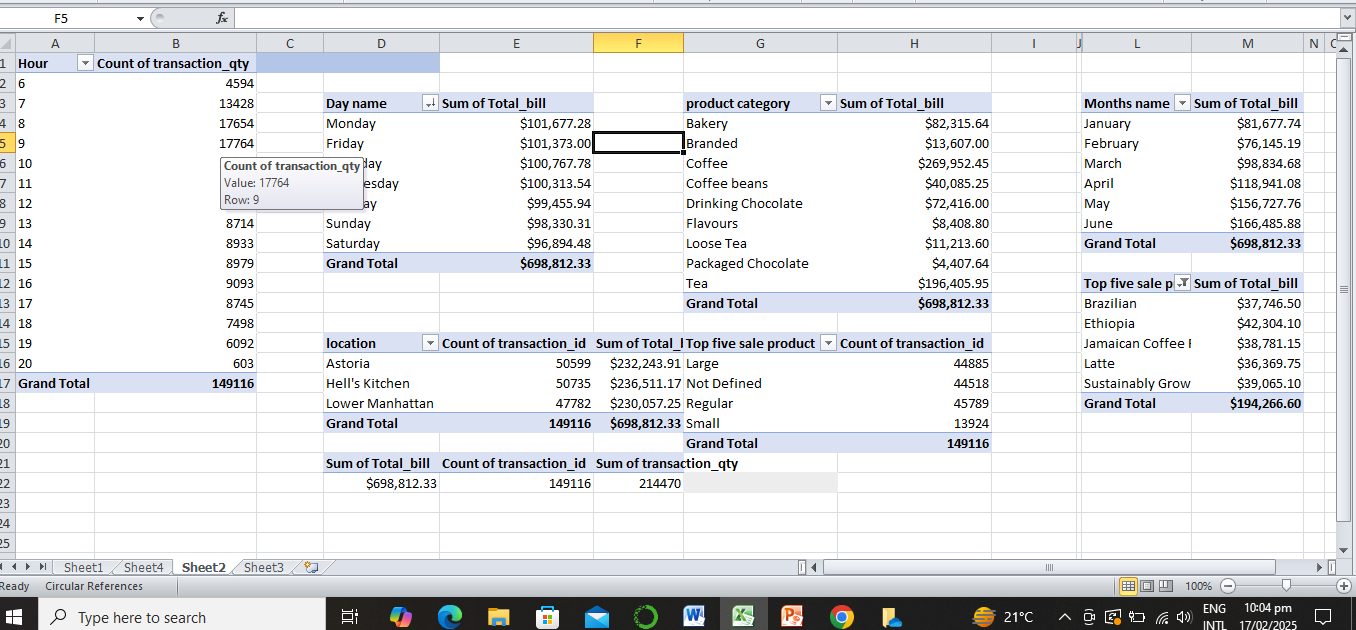 F5 fx
A B C D E F G H I J L M N
1 Hour Count of transaction_qty
2 6 4594
3 7 13428 Day name Sum of Total_bill product category Sum of Total_bill Months name Sum of Total_bill
4 8 17654 Monday $101,677.28 Bakery $82,315.64 January $81,677.74
5 9 17764 Friday $101,373.00 Branded $13,607.00 February $76,145.19
6 10 day $100,767.78 Coffee $269,952.45 March $98,834.68
Count of transaction_qty
Value: 17764
Row: 9
7 11 esday $100,313.54 Coffee beans $40,085.25 April $118,941.08
8 12 ay $99,455.94 Drinking Chocolate $72,416.00 May $156,727.76
9 13 8714 Sunday $98,330.31 Flavours $8,408.80 June $166,485.88
10 14 8933 Saturday $96,894.48 Loose Tea $11,213.60 Grand Total $698,812.33
11 15 8979 Grand Total $698,812.33 Packaged Chocolate $4,407.64
12 16 9093 Tea $196,405.95 Top five sale p Sum of Total_bill
13 17 8745 Grand Total $698,812.33 Brazilian $37,746.50
14 18 7498 Ethiopia $42,304.10
15 19 6092 location Count of transaction_id Sum of Total_l Top five sale product Count of transaction_id Jamaican Coffee $38,781.15
16 20 603 Astoria 50599 $232,243.91 Large 44885 Latte $36,369.75
17 Grand Total 149116 Hell's Kitchen 50735 $236,511.17 Not Defined 44518 Sustainably Grow $39,065.10
18 Lower Manhattan 47782 $230,057.25 Regular 45789 Grand Total $194,266.60
19 Grand Total 149116 $698,812.33 Small 13924
20 Grand Total 149116
21 Sum of Total_bill Count of transaction_id Sum of transaction_qty
22 $698,812.33 149116 214470
23
24
25
Sheet1 Sheet4 Sheet2 Sheet3
Ready Circular References 100%
Type here to search 21°C ENG 10:04 pm
INTL 17/02/2025